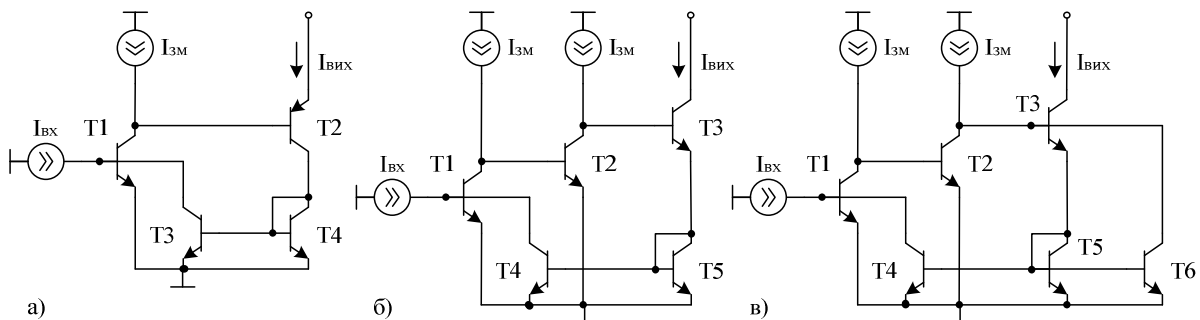 Iзм
Iвих
Iвх
T1
T2
T3
T4
а)
Iзм
Iзм
Iвих
T3
Iвх
T1
T2
T4
T5
б)
Iзм
Iзм
Iвих
T3
Iвх
T1
T2
T4
T5
T6
в)